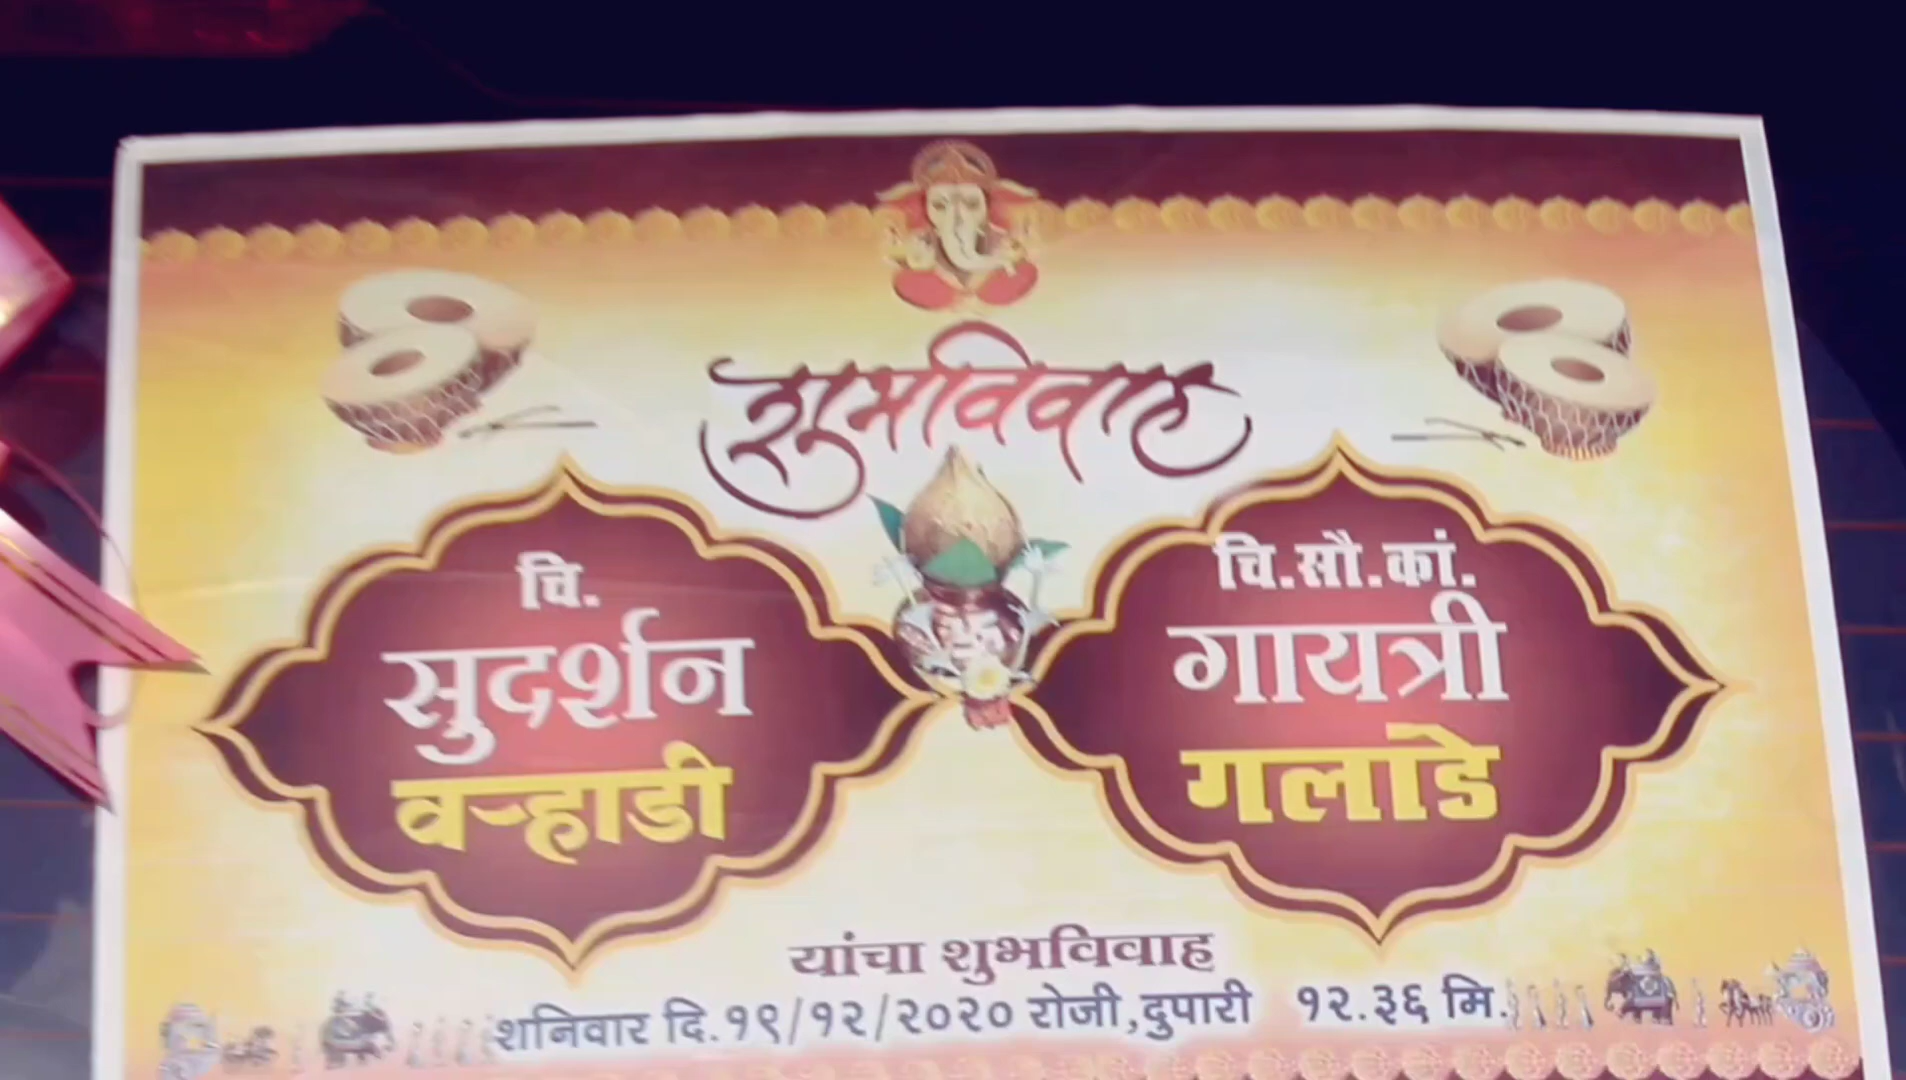 शुभविवाह
चि.
सुदर्शन
वऱ्हाडी
चि.सौ.कां.
गायत्री
गलांडे
यांचा शुभविवाह
शनिवार दि.१९/१२/२०२० रोजी,दुपारी १२.३६ मि.